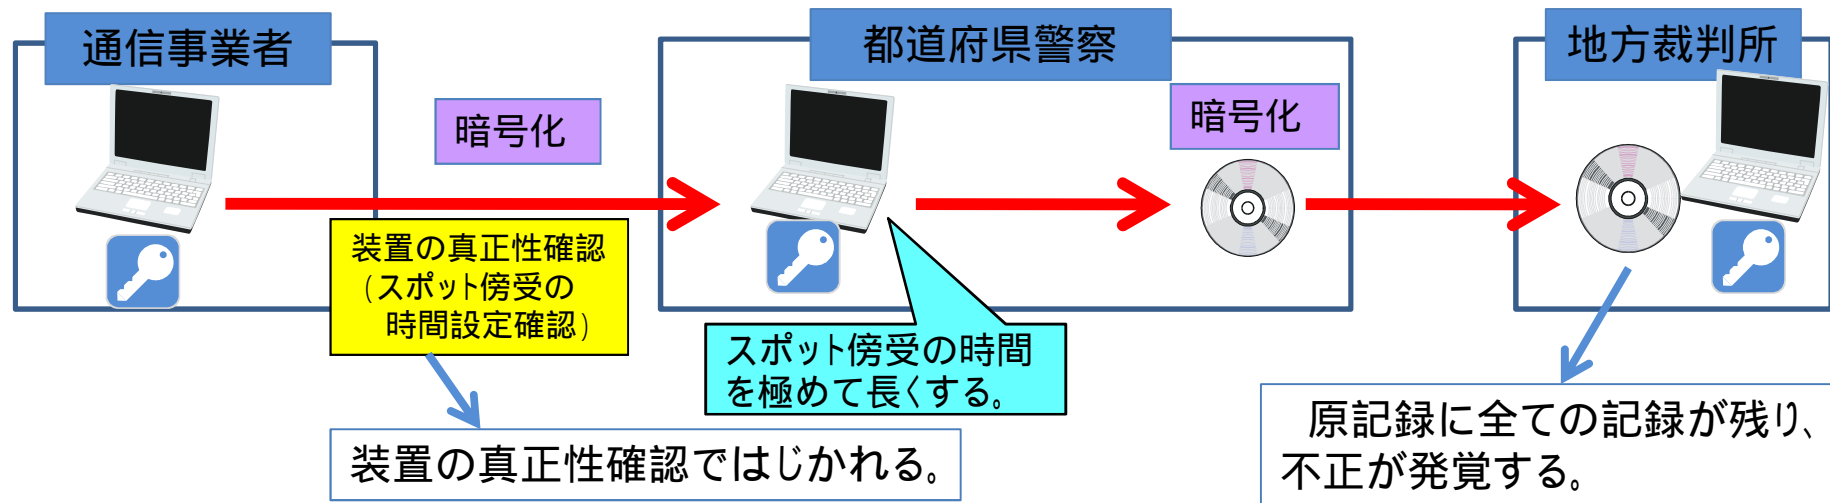 通信事業者
都道府県警察
地方裁判所
暗号化
暗号化
装置の真正性確認
(スポット傍受の
時間設定確認)
スポット傍受の時間
を極めて長くする。
装置の真正性確認ではじかれる。
原記録に全ての記録が残り、
不正が発覚する。